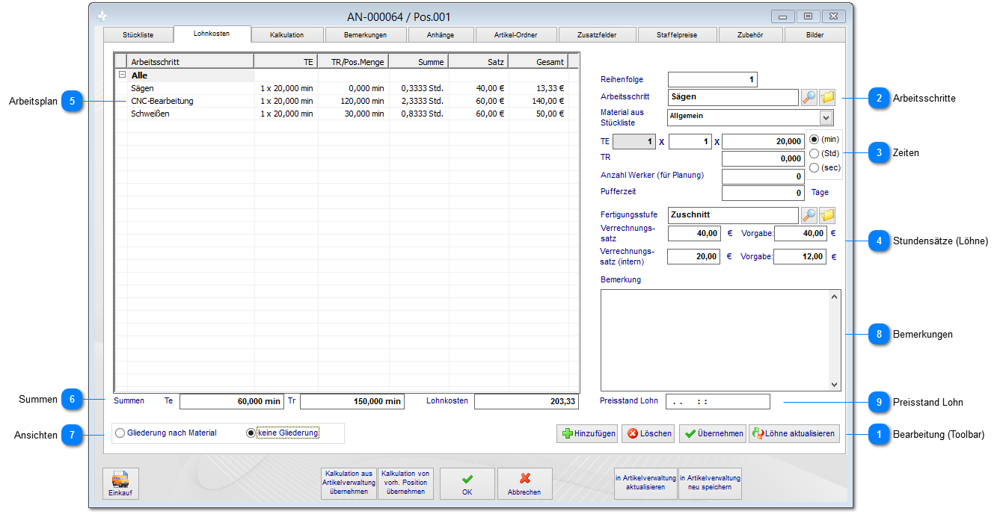 AN-000064 / Pos.001
Stückliste Lohnkosten Kalkulation Bemerkungen Anhänge Artikel-Ordner Zusatzfelder Staffelpreise Zubehör Bilder
Arbeitsschritt TE TR/Pos.Menge Summe Satz Gesamt
Alle
Sägen 1 x 20,000 min 0,000 min 0,3333 Std. 40,00 € 13,33 €
CNC-Bearbeitung 1 x 20,000 min 120,000 min 2,3333 Std. 60,00 € 140,00 €
Schweißen 1 x 20,000 min 30,000 min 0,8333 Std. 60,00 € 50,00 €
Arbeitsplan 5
Reihenfolge 1
Arbeitsschritt Sägen
2 Arbeitsschritte
Material aus
Stückliste
Allgemein
TE 1 X 1 X 20,000
(min)
(Std)
(sec)
3 Zeiten
TR 0,000
Anzahl Werker (für Planung) 0
Pufferzeit 0 Tage
Fertigungsstufe Zuschnitt
Verrechnungs-
satz
40,00 € Vorgabe: 40,00 €
4 Stundensätze (Löhne)
Verrechnungs-
satz (intern)
20,00 € Vorgabe: 12,00 €
Bemerkung
8 Bemerkungen
Summen 6
Summen Te 60,000 min Tr 150,000 min Lohnkosten 203,33
Preisstand Lohn . . : :
9 Preisstand Lohn
Ansichten 7
Gliederung nach Material keine Gliederung
Hinzufügen Löschen Übernehmen Löhne aktualisieren
1 Bearbeitung (Toolbar)
Einkauf
Kalkulation aus
Artikelverwaltung
übernehmen
Kalkulation von
vorh. Position
übernehmen
OK
Abbrechen
in Artikelverwaltung
aktualisieren
in Artikelverwaltung
neu speichern